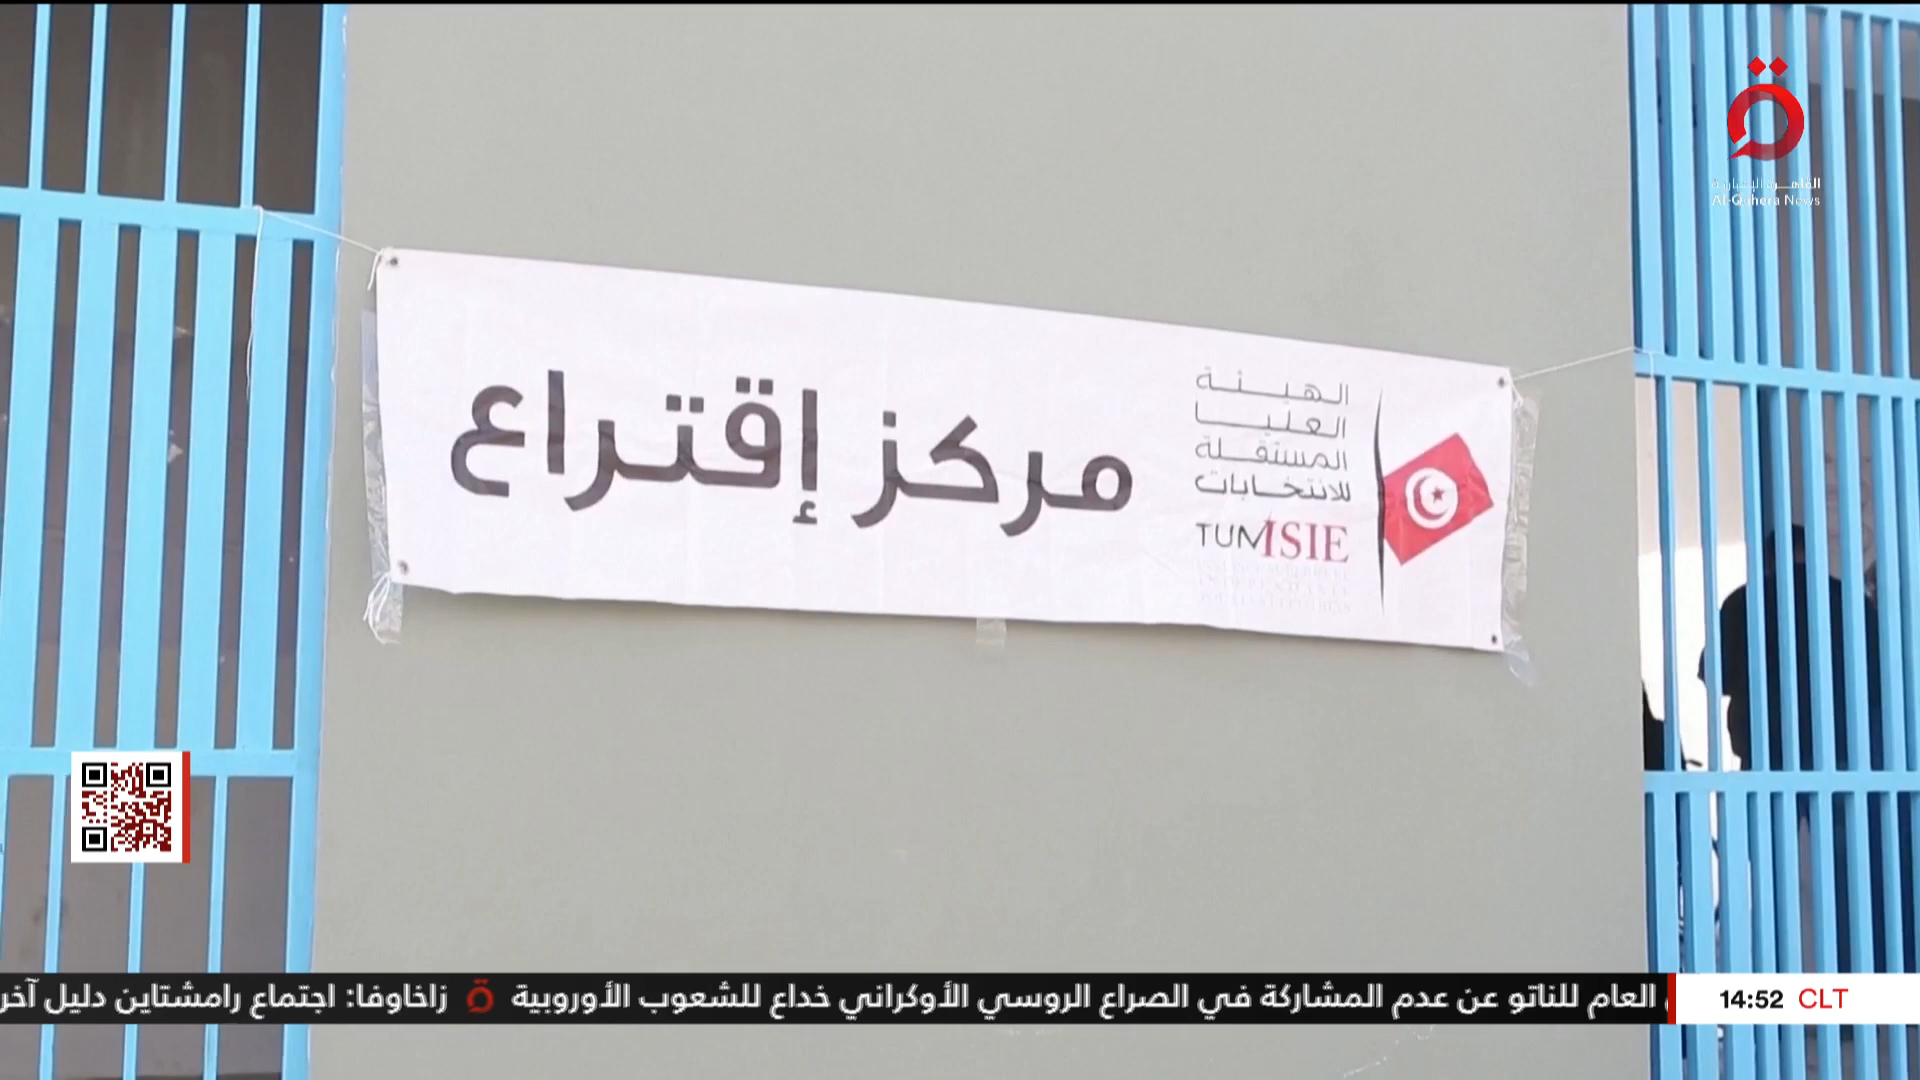 القاهرة الإخبارية
Al-Qahera News
الهيئة
العليا
المستقلة
للانتخابات
TUNISIE
مركز إقتراع
العام للناتو عن عدم المشاركة في الصراع الروسي الأوكراني خداع للشعوب الأوروبية
زاخاوفا: اجتماع رامشتاين دليل آخر
14:52 CLT